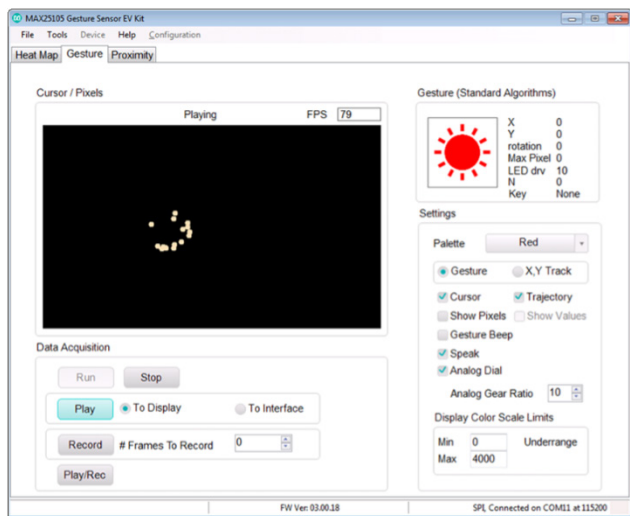 MAX25105 Gesture Sensor EV Kit
File Tools Device Help Configuration
Heat Map Gesture Proximity
Cursor / Pixels
Playing FPS 79
Gesture (Standard Algorithms)
X 0
Y 0
rotation 0
Max Pixel 0
LED drv 10
N 0
Key None
Settings
Palette Red
Gesture X,Y Track
Cursor Trajectory
Show Pixels Show Values
Gesture Beep
Speak
Analog Dial
Analog Gear Ratio 10
Display Color Scale Limits
Min 0 Underrange
Max 4000
Data Acquisition
Run Stop
Play To Display To Interface
Record # Frames To Record 0
Play/Rec
FW Ver: 03.00.18 SPI, Connected on COM11 at 115200